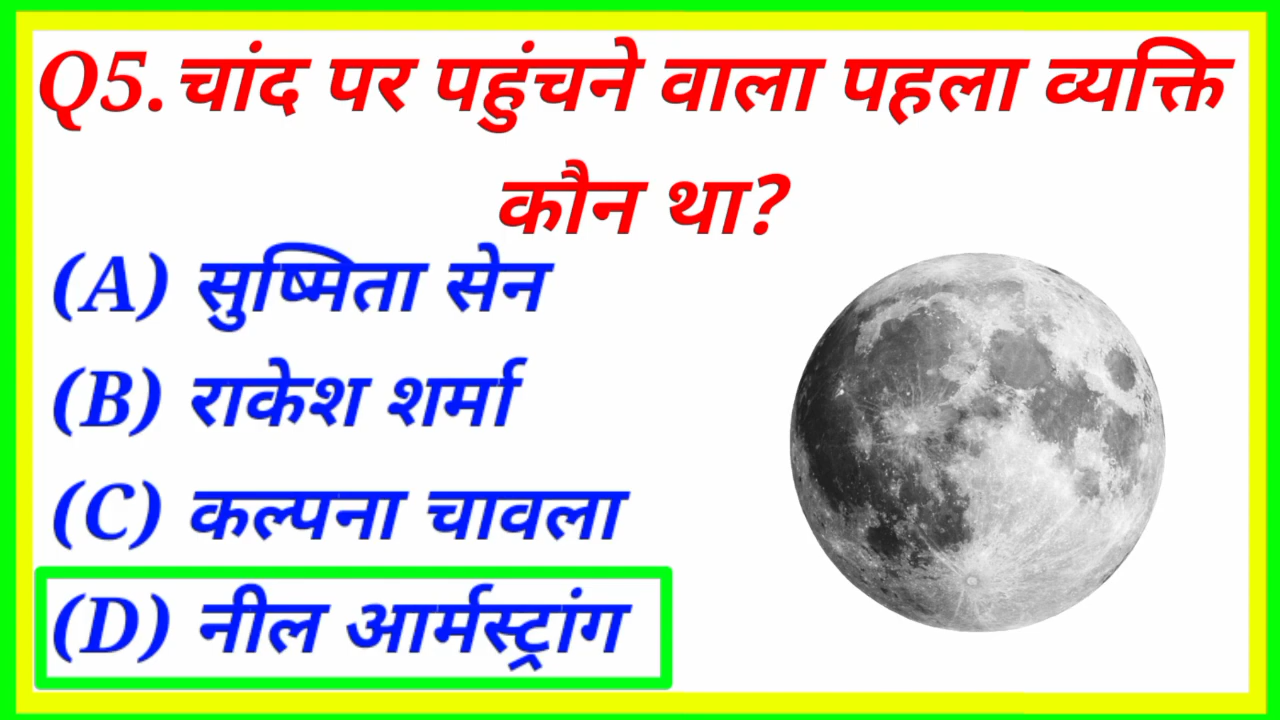 Q5.चांद पर पहुंचने वाला पहला व्यक्ति
कौन था?
(A) सुष्मिता सेन
(B) राकेश शर्मा
(C) कल्पना चावला
(D) नील आर्मस्ट्रांग